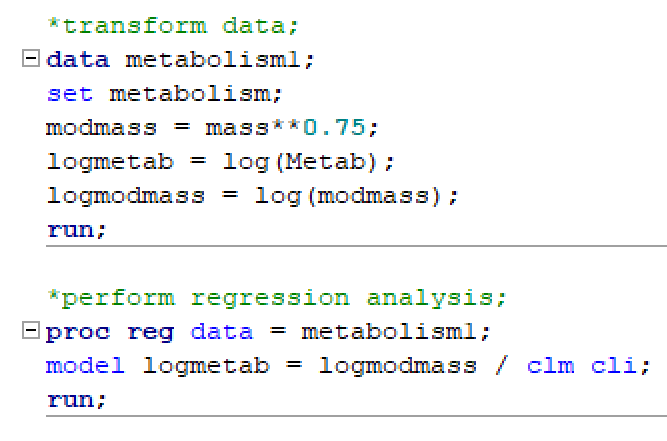 *transform data;
data metabolism1;
set metabolism;
modmass = mass**0.75;
logmetab = log(Metab);
logmodmass = log(modmass);
run;
*perform regression analysis;
proc reg data = metabolism1;
model logmetab = logmodmass / clm cli;
run;